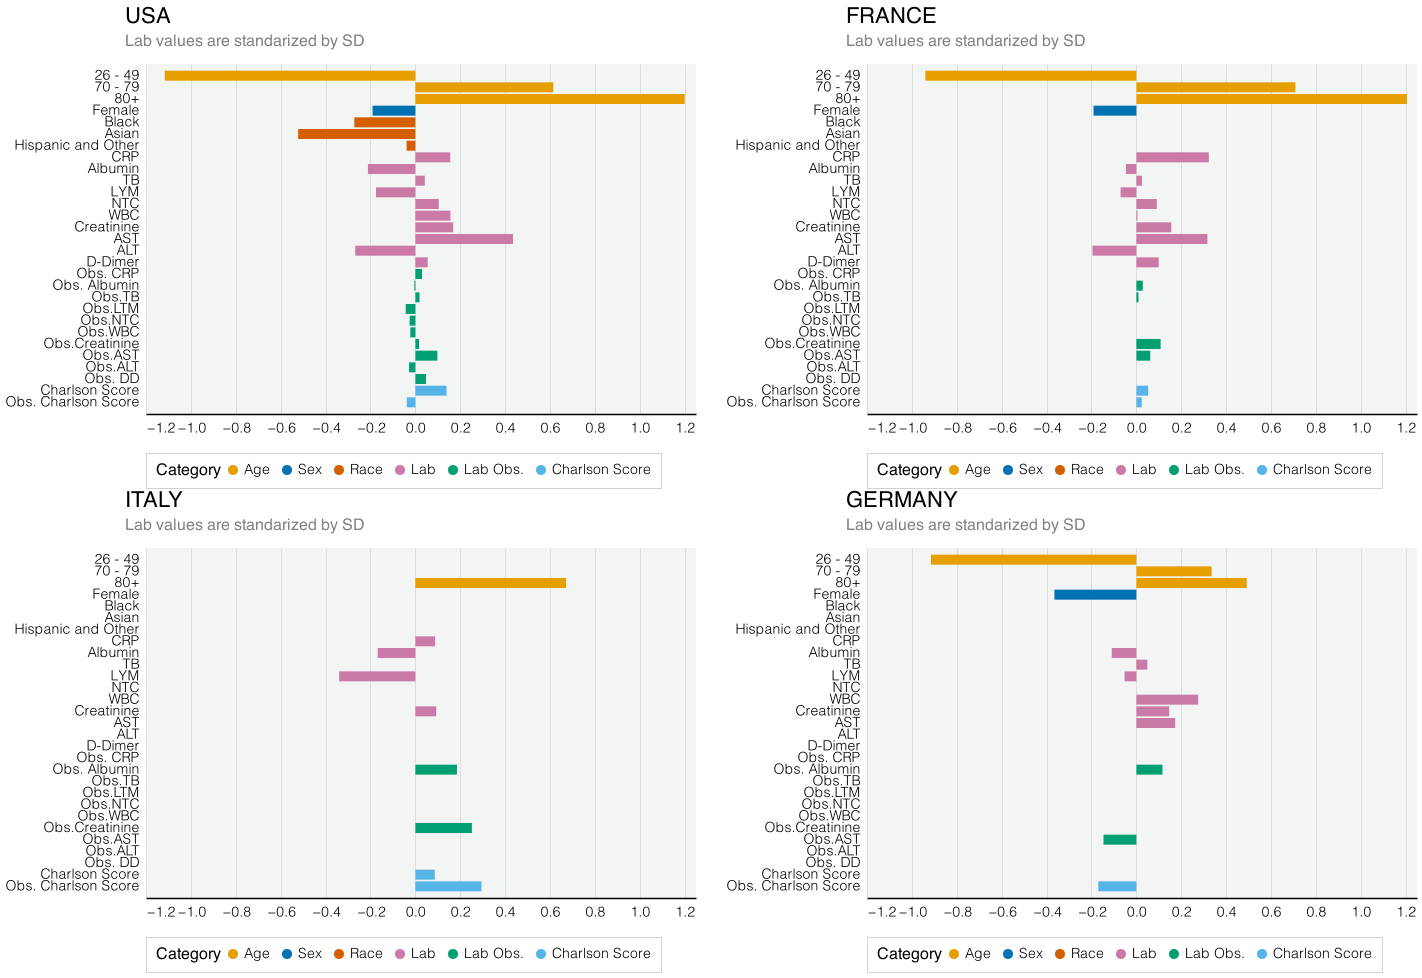 USA
Lab values are standarized by SD
26 - 49
70 - 79
80+
Female
Black
Asian
Hispanic and Other
CRP
Albumin
TB
LYM
NTC
WBC
Creatinine
AST
ALT
D-Dimer
Obs. CRP
Obs. Albumin
Obs.TB
Obs.LTM
Obs.NTC
Obs.WBC
Obs.Creatinine
Obs.AST
Obs.ALT
Obs. DD
Charlson Score
Obs. Charlson Score
−1.2 −1.0 −0.8 −0.6 −0.4 −0.2 0.0 0.2 0.4 0.6 0.8 1.0 1.2
Category Age Sex Race Lab Lab Obs. Charlson Score
FRANCE
Lab values are standarized by SD
26 - 49
70 - 79
80+
Female
Black
Asian
Hispanic and Other
CRP
Albumin
TB
LYM
NTC
WBC
Creatinine
AST
ALT
D-Dimer
Obs. CRP
Obs. Albumin
Obs.TB
Obs.LTM
Obs.NTC
Obs.WBC
Obs.Creatinine
Obs.AST
Obs.ALT
Obs. DD
Charlson Score
Obs. Charlson Score
−1.2 −1.0 −0.8 −0.6 −0.4 −0.2 0.0 0.2 0.4 0.6 0.8 1.0 1.2
Category Age Sex Race Lab Lab Obs. Charlson Score
ITALY
Lab values are standarized by SD
26 - 49
70 - 79
80+
Female
Black
Asian
Hispanic and Other
CRP
Albumin
TB
LYM
NTC
WBC
Creatinine
AST
ALT
D-Dimer
Obs. CRP
Obs. Albumin
Obs.TB
Obs.LTM
Obs.NTC
Obs.WBC
Obs.Creatinine
Obs.AST
Obs.ALT
Obs. DD
Charlson Score
Obs. Charlson Score
−1.2 −1.0 −0.8 −0.6 −0.4 −0.2 0.0 0.2 0.4 0.6 0.8 1.0 1.2
Category Age Sex Race Lab Lab Obs. Charlson Score
GERMANY
Lab values are standarized by SD
26 - 49
70 - 79
80+
Female
Black
Asian
Hispanic and Other
CRP
Albumin
TB
LYM
NTC
WBC
Creatinine
AST
ALT
D-Dimer
Obs. CRP
Obs. Albumin
Obs.TB
Obs.LTM
Obs.NTC
Obs.WBC
Obs.Creatinine
Obs.AST
Obs.ALT
Obs. DD
Charlson Score
Obs. Charlson Score
−1.2 −1.0 −0.8 −0.6 −0.4 −0.2 0.0 0.2 0.4 0.6 0.8 1.0 1.2
Category Age Sex Race Lab Lab Obs. Charlson Score